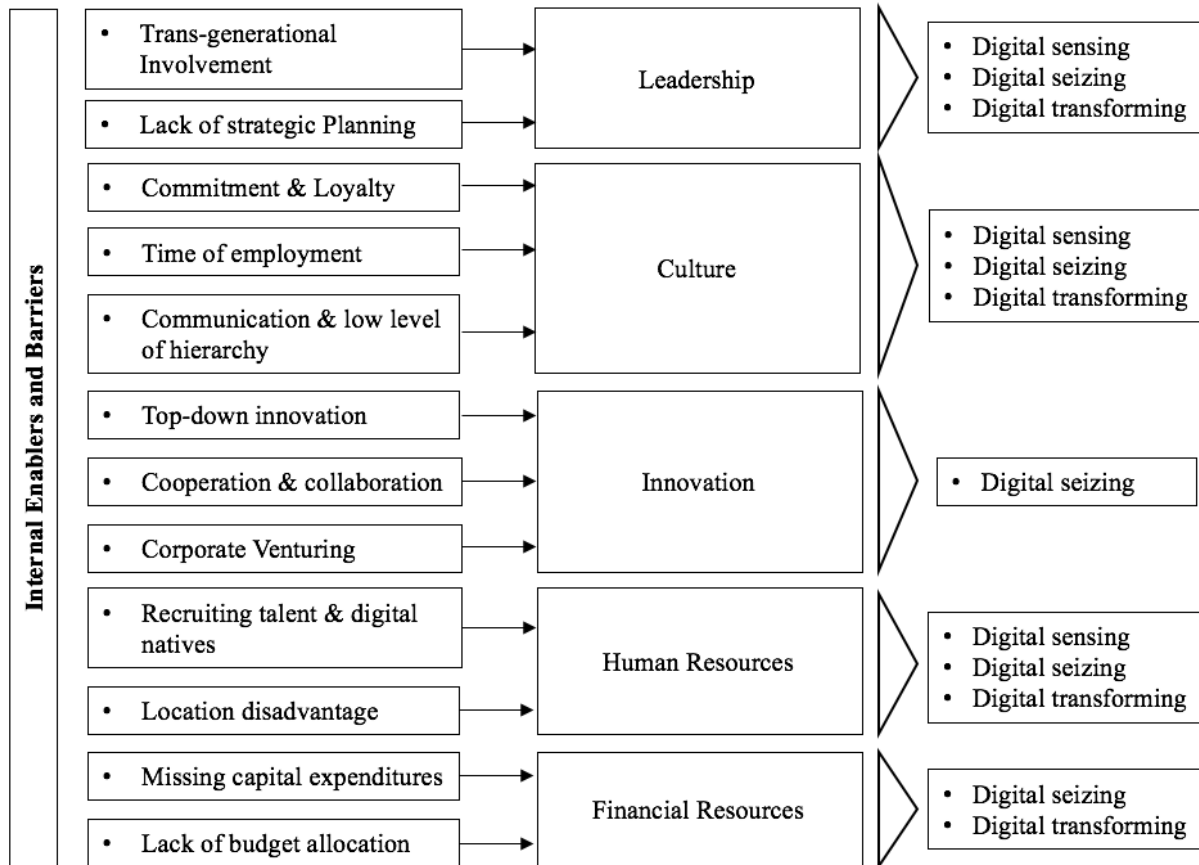 Internal Enablers and Barriers
• Trans-generational
Involvement
• Lack of strategic Planning
Leadership
• Digital sensing
• Digital seizing
• Digital transforming
• Commitment & Loyalty
• Time of employment
• Communication & low level
of hierarchy
Culture
• Digital sensing
• Digital seizing
• Digital transforming
• Top-down innovation
• Cooperation & collaboration
• Corporate Venturing
Innovation
• Digital seizing
• Recruiting talent & digital
natives
• Location disadvantage
Human Resources
• Digital sensing
• Digital seizing
• Digital transforming
• Missing capital expenditures
• Lack of budget allocation
Financial Resources
• Digital seizing
• Digital transforming